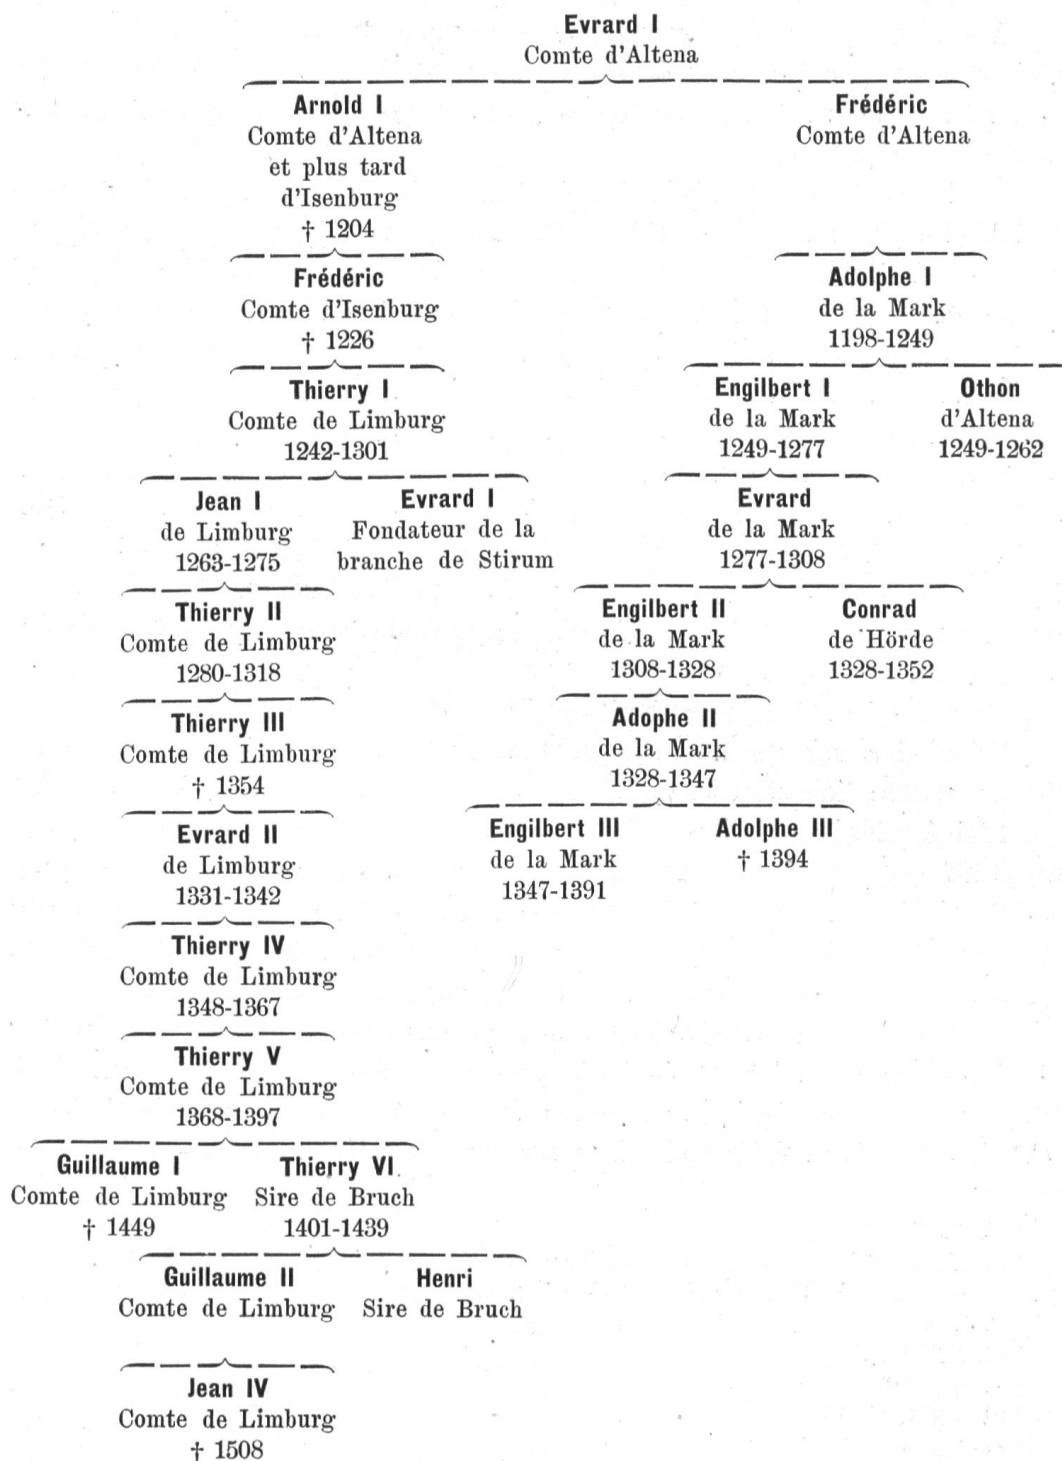 Evrard I
Comte d'Altena
Arnold I
Comte d'Altena
et plus tard
d'Isenburg
† 1204
Frédéric
Comte d'Altena
Frédéric
Comte d'Isenburg
† 1226
Adolphe I
de la Mark
1198-1249
Thierry I
Comte de Limburg
1242-1301
Engilbert I
de la Mark
1249-1277
Othon
d'Altena
1249-1262
Jean I
de Limburg
1263-1275
Evrard I
Fondateur de la
branche de Stirum
Evrard
de la Mark
1277-1308
Thierry II
Comte de Limburg
1280-1318
Engilbert II
de la Mark
1308-1328
Conrad
de Hörde
1328-1352
Thierry III
Comte de Limburg
† 1354
Adophe II
de la Mark
1328-1347
Evrard II
de Limburg
1331-1342
Engilbert III
de la Mark
1347-1391
Adolphe III
† 1394
Thierry IV
Comte de Limburg
1348-1367
Thierry V
Comte de Limburg
1368-1397
Guillaume I
Comte de Limburg
† 1449
Thierry VI
Sire de Bruch
1401-1439
Guillaume II
Comte de Limburg
Henri
Sire de Bruch
Jean IV
Comte de Limburg
† 1508